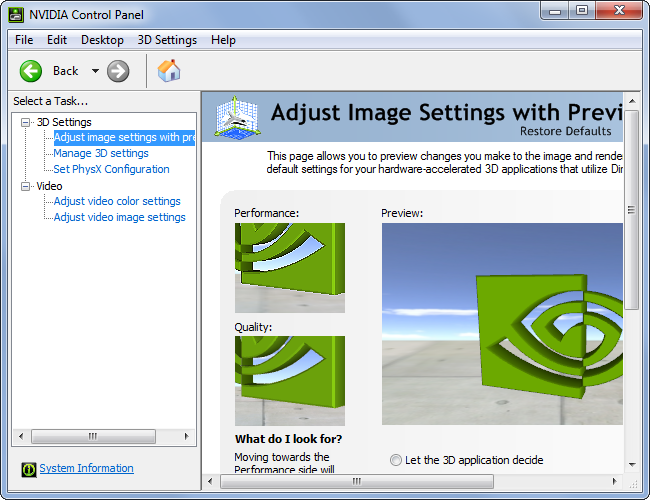 NVIDIA Control Panel
File Edit Desktop 3D Settings Help
Back
Select a Task...
3D Settings
Adjust image settings with pre
Manage 3D settings
Set PhysX Configuration
Video
Adjust video color settings
Adjust video image settings
System Information
Adjust Image Settings with Previ
Restore Defaults
This page allows you to preview changes you make to the image and rende
default settings for your hardware-accelerated 3D applications that utilize Dir
Performance:
Preview:
Quality:
What do I look for?
Moving towards the
Performance side will
Let the 3D application decide